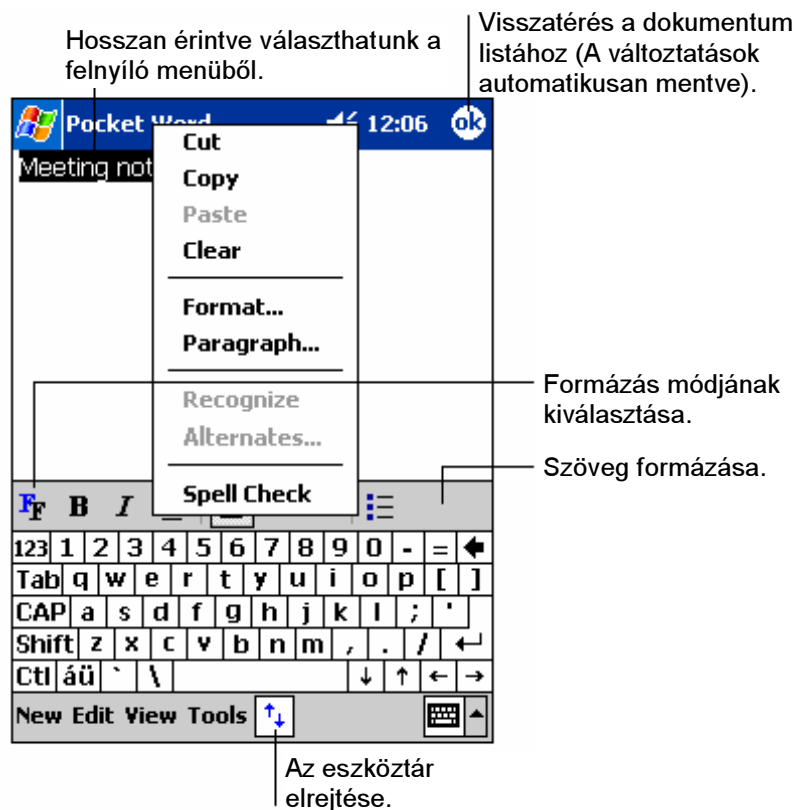 Visszatérés a dokumentum
listához (A változtatások
automatikusan mentve).
Hosszan érintve választhatunk a
felnyíló menüből.
Pocket 12:06 ok
Meeting not
Cut
Copy
Paste
Clear
Format...
Paragraph...
Recognize
Alternates...
Spell Check
Formázás módjának
kiválasztása.
Szöveg formázása.
FF B I
123 1 2 3 4 5 6 7 8 9 0 - =
Tab q w e r t y u i o p [ ]
CAP a s d f g h j k l ; '
Shift z x c v b n m , . /
Ctl áü ` \ ↓ ↑ ← →
New Edit View Tools
Az eszköztár
elrejtése.